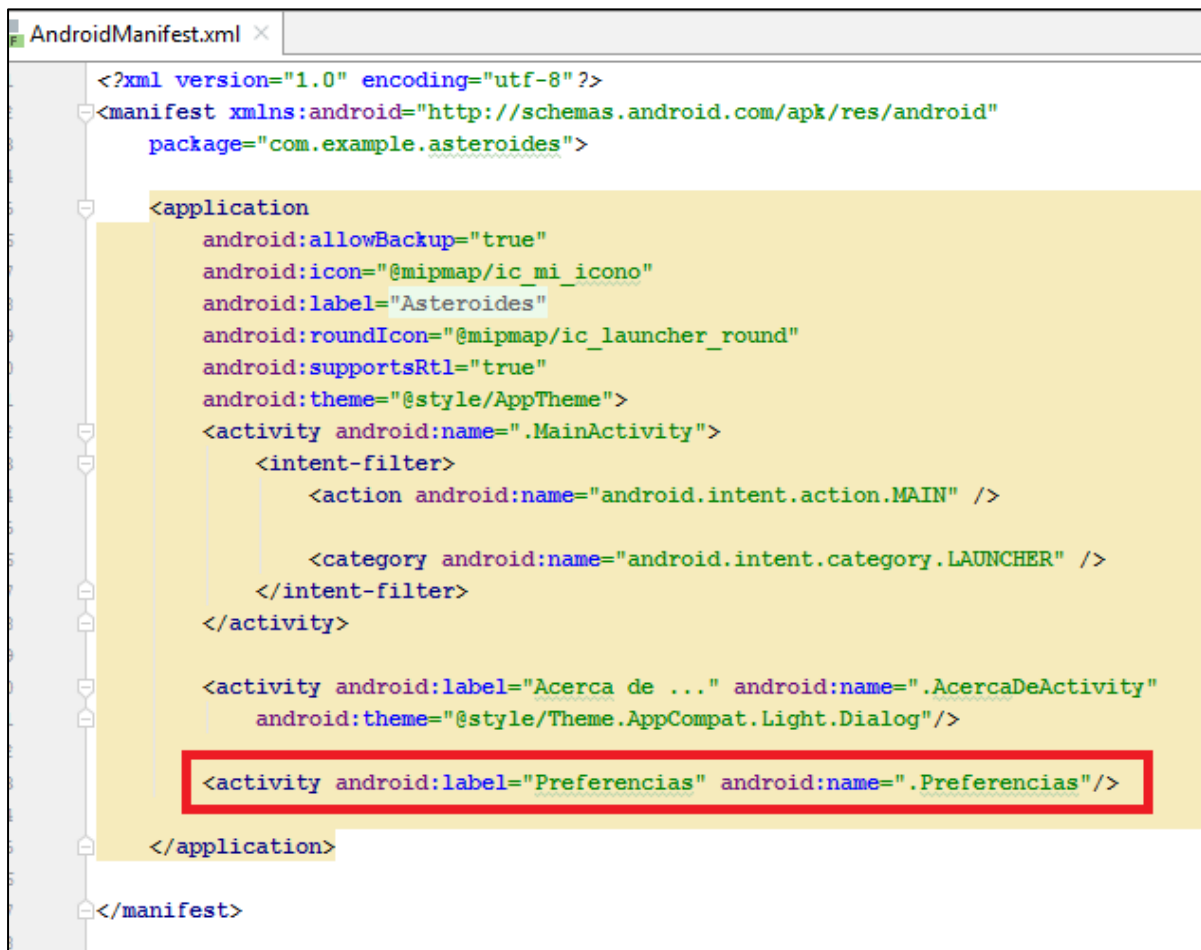 AndroidManifest.xml
<?xml version="1.0" encoding="utf-8"?>
<manifest xmlns:android="http://schemas.android.com/apk/res/android"
    package="com.example.asteroides">
    <application
        android:allowBackup="true"
        android:icon="@mipmap/ic_mi_icono"
        android:label="Asteroides"
        android:roundIcon="@mipmap/ic_launcher_round"
        android:supportsRtl="true"
        android:theme="@style/AppTheme">
        <activity android:name=".MainActivity">
            <intent-filter>
                <action android:name="android.intent.action.MAIN" />
                <category android:name="android.intent.category.LAUNCHER" />
            </intent-filter>
        </activity>
        <activity android:label="Acerca de ..." android:name=".AcercaDeActivity"
            android:theme="@style/Theme.AppCompat.Light.Dialog"/>
        <activity android:label="Preferencias" android:name=".Preferencias"/>
    </application>
</manifest>